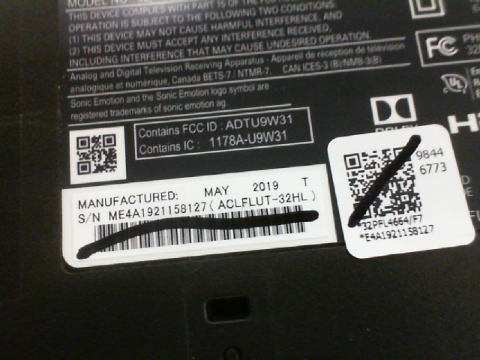 THIS DEVICE COMPLIES WITH PART 15 OF THE
OPERATION IS SUBJECT TO THE FOLLOWING TWO CONDITIONS:
(1) THIS DEVICE MAY NOT CAUSE HARMFUL INTERFERENCE, AND
(2) THIS DEVICE MUST ACCEPT ANY INTERFERENCE
INCLUDING INTERFERENCE THAT MAY CAUSE UNDESIRED OPERATION.
Analog and Digital Television Receiving Apparatus - Appareil de réception de télévision
analogique et numérique, Canada BETS-7 / NTMR-7. CAN ICES-3 (B)/NMB-3(B)
Sonic Emotion and the Sonic Emotion logo symbol are
registered trademarks of sonic emotion ag.
FC
UL
Contains FCC ID : ADTU9W31
Contains IC : 1178A-U9W31
DOLBY
MANUFACTURED: MAY 2019 T
S/N ME4A1921158127(ACLFLUT-32HL)
9844
6773
*32PFL4664/F7
*E4A1921158127